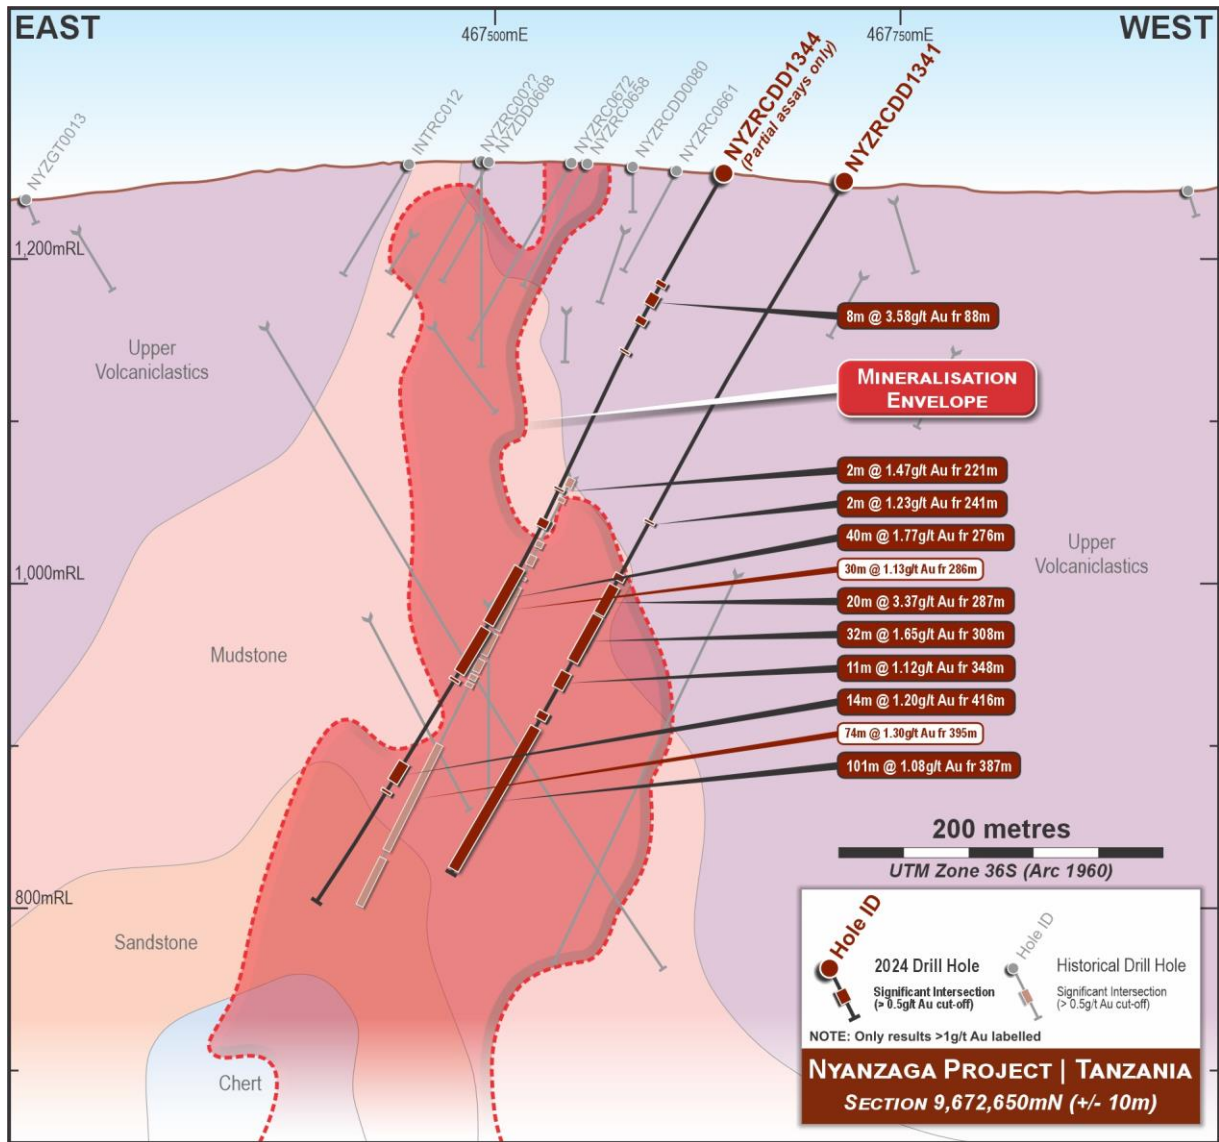 EAST
467500mE
467750mE
WEST
NYZGT0013
INTRC012
NYZRC00??
NYZDD0608
NYZRC0672
NYZRC0658
NYZRCDD0080
NYZRC0661
NYZRCDD1344
(Partial assays only)
NYZRCDD1341
1,200mRL
8m @ 3.58g/t Au fr 88m
Upper
Volcaniclastics
MINERALISATION
ENVELOPE
2m @ 1.47g/t Au fr 221m
2m @ 1.23g/t Au fr 241m
40m @ 1.77g/t Au fr 276m
Upper
Volcaniclastics
1,000mRL
30m @ 1.13g/t Au fr 286m
20m @ 3.37g/t Au fr 287m
32m @ 1.65g/t Au fr 308m
Mudstone
11m @ 1.12g/t Au fr 348m
14m @ 1.20g/t Au fr 416m
74m @ 1.30g/t Au fr 395m
101m @ 1.08g/t Au fr 387m
200 metres
UTM Zone 36S (Arc 1960)
800mRL
Sandstone
Chert
Hole ID
2024 Drill Hole
Significant Intersection
(> 0.5g/t Au cut-off)
Hole ID
Historical Drill Hole
Significant Intersection
(> 0.5g/t Au cut-off)
NOTE: Only results >1g/t Au labelled
NYANZAGA PROJECT | TANZANIA
SECTION 9,672,650mN (+/- 10m)